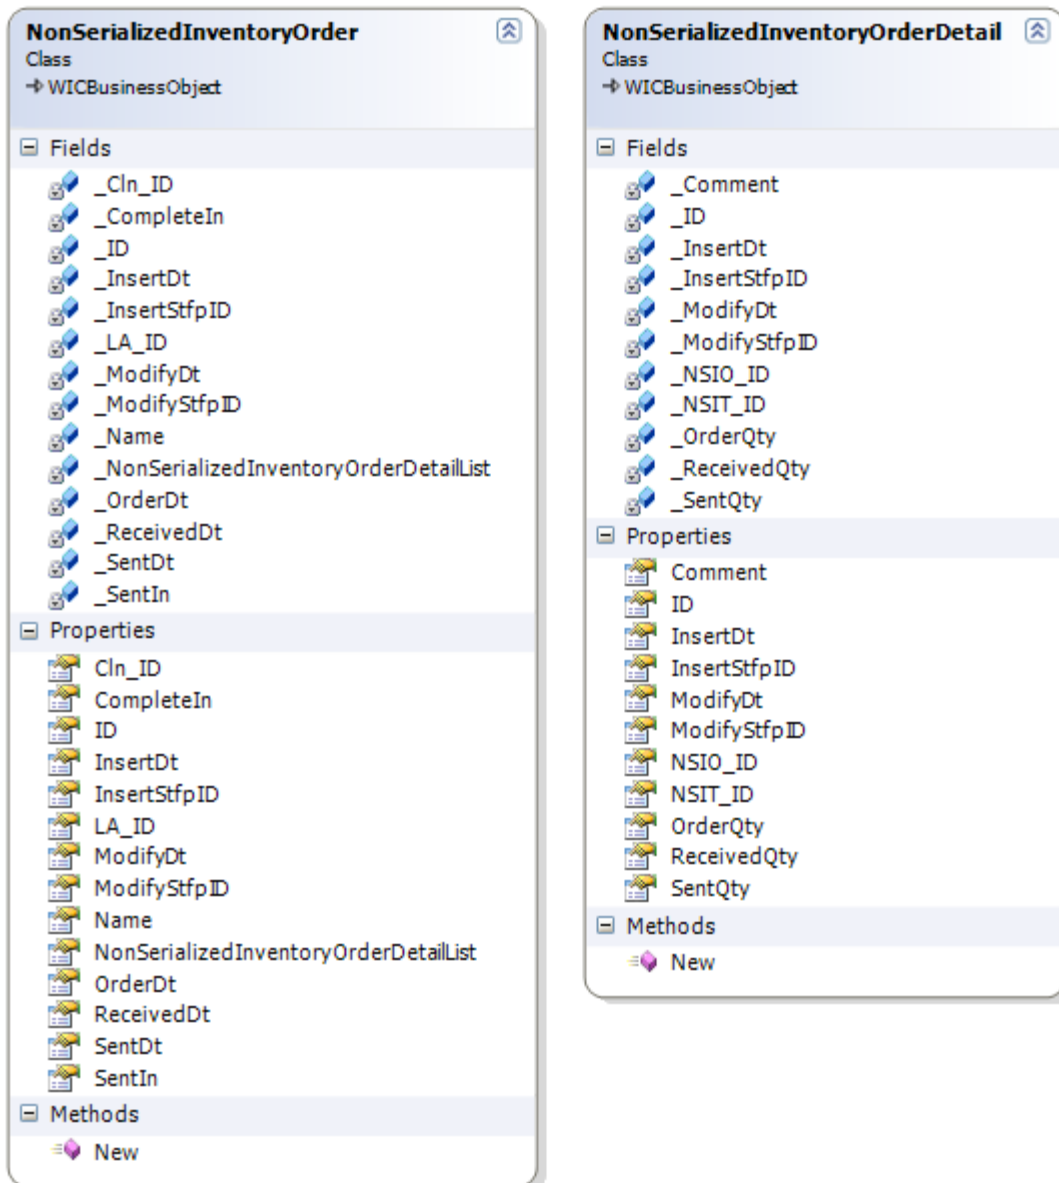 NonSerializedInventoryOrder
Class
WICBusinessObject
Fields
_Cln_ID
_CompleteIn
_ID
_InsertDt
_InsertStfpID
_LA_ID
_ModifyDt
_ModifyStfpID
_Name
_NonSerializedInventoryOrderDetailList
_OrderDt
_ReceivedDt
_SentDt
_SentIn
Properties
Cln_ID
CompleteIn
ID
InsertDt
InsertStfpID
LA_ID
ModifyDt
ModifyStfpID
Name
NonSerializedInventoryOrderDetailList
OrderDt
ReceivedDt
SentDt
SentIn
Methods
New
NonSerializedInventoryOrderDetail
Class
WICBusinessObject
Fields
_Comment
_ID
_InsertDt
_InsertStfpID
_ModifyDt
_ModifyStfpID
_NSIO_ID
_NSIT_ID
_OrderQty
_ReceivedQty
_SentQty
Properties
Comment
ID
InsertDt
InsertStfpID
ModifyDt
ModifyStfpID
NSIO_ID
NSIT_ID
OrderQty
ReceivedQty
SentQty
Methods
New